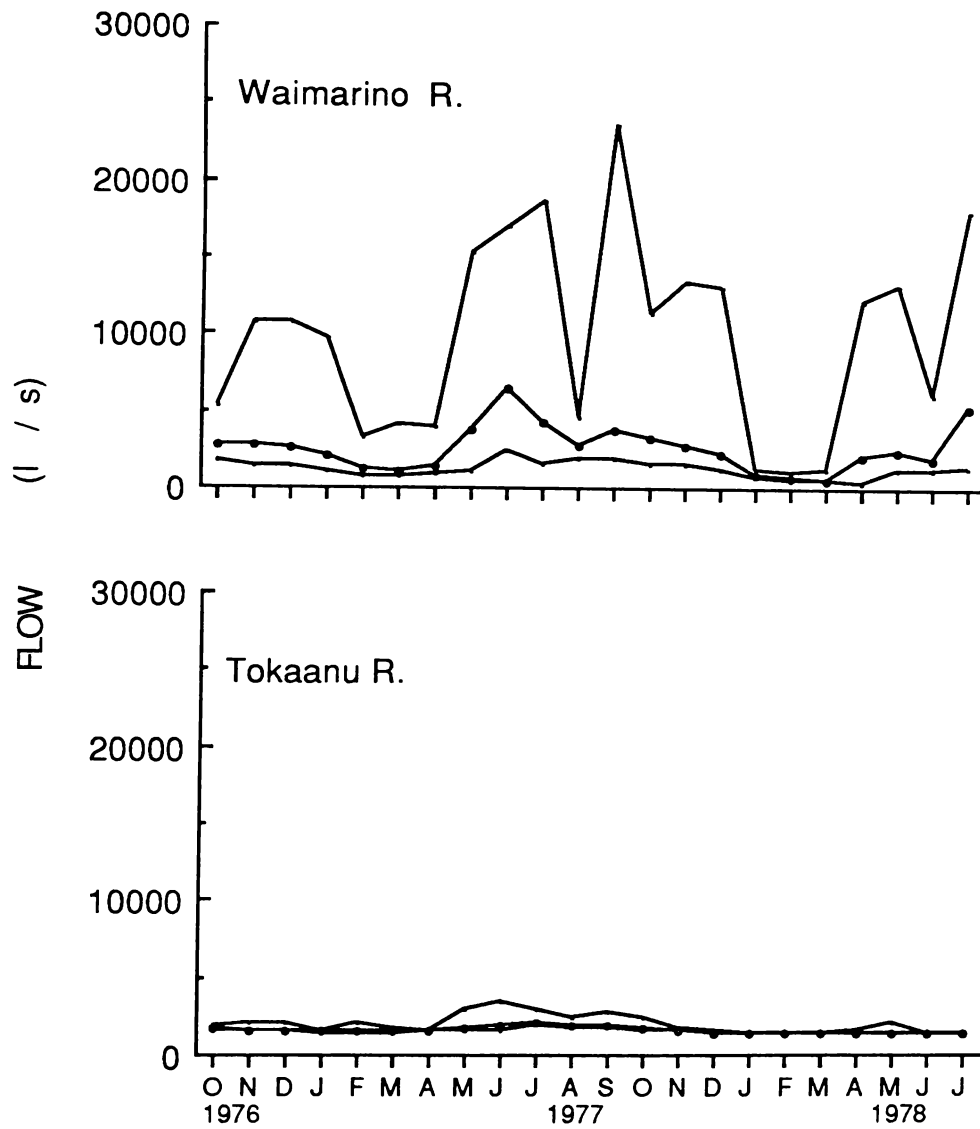 30000
Waimarino R.
20000
10000
0
FLOW (l / s)
30000
Tokaanu R.
20000
10000
0
O N D J F M A M J J A S O N D J F M A M J J
1976 1977 1978